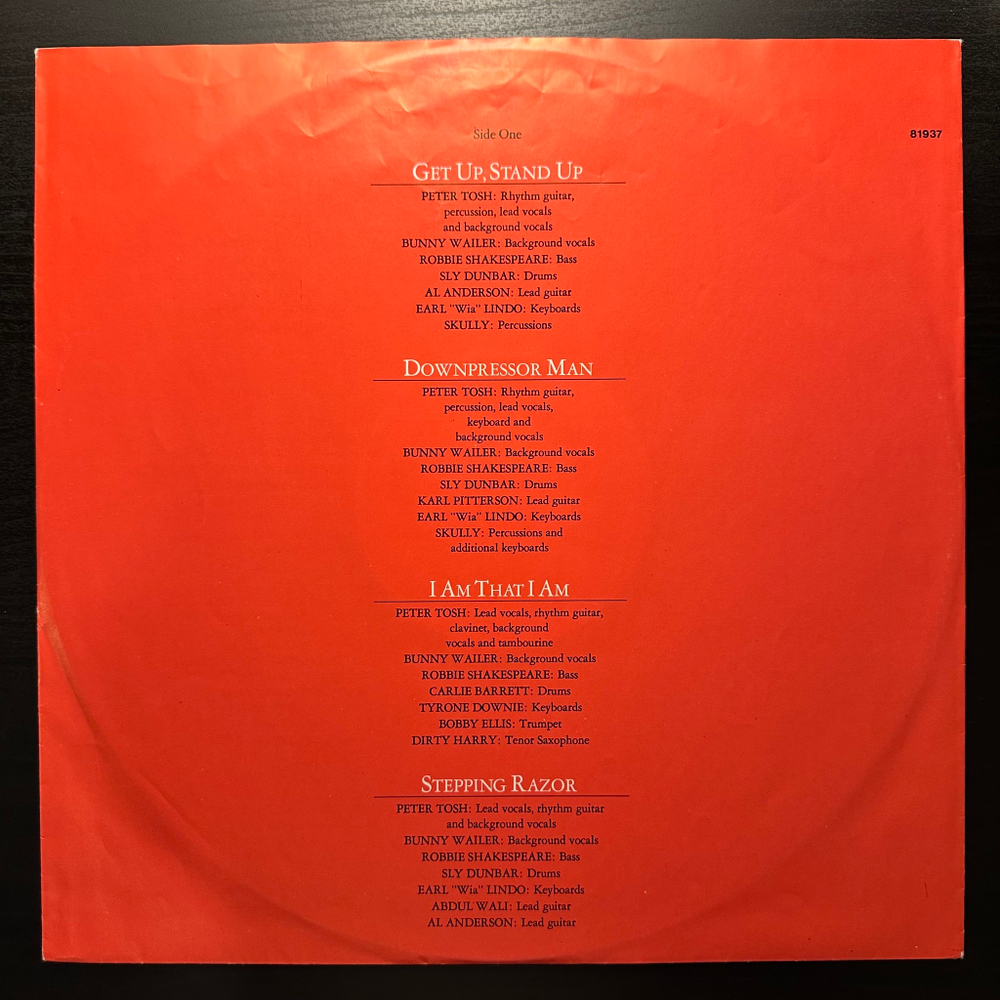 Side One
81937
GET UP, STAND UP
PETER TOSH: Rhythm guitar,
percussion, lead vocals
and background vocals
BUNNY WAILER: Background vocals
ROBBIE SHAKESPEARE: Bass
SLY DUNBAR: Drums
AL ANDERSON: Lead guitar
EARL "Wia" LINDO: Keyboards
SKULLY: Percussions
DOWNPRESSOR MAN
PETER TOSH: Rhythm guitar,
percussion, lead vocals,
keyboard and
background vocals
BUNNY WAILER: Background vocals
ROBBIE SHAKESPEARE: Bass
SLY DUNBAR: Drums
KARL PITTERSON: Lead guitar
EARL "Wia" LINDO: Keyboards
SKULLY: Percussions and
additional keyboards
I AM THAT I AM
PETER TOSH: Lead vocals, rhythm guitar,
clavinet, background
vocals and tambourine
BUNNY WAILER: Background vocals
ROBBIE SHAKESPEARE: Bass
CARLIE BARRETT: Drums
TYRONE DOWNIE: Keyboards
BOBBY ELLIS: Trumpet
DIRTY HARRY: Tenor Saxophone
STEPPING RAZOR
PETER TOSH: Lead vocals, rhythm guitar
and background vocals
BUNNY WAILER: Background vocals
ROBBIE SHAKESPEARE: Bass
SLY DUNBAR: Drums
EARL "Wia" LINDO: Keyboards
ABDUL WALI: Lead guitar
AL ANDERSON: Lead guitar